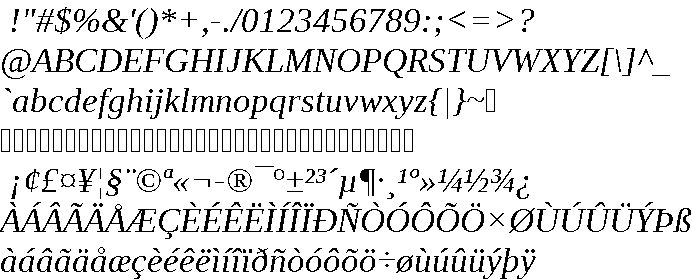 !"#$%&'()*+,-./0123456789:;<=>?
@ABCDEFGHIJKLMNOPQRSTUVWXYZ[\]^_
`abcdefghijklmnopqrstuvwxyz{|}~
¡¢£¤¥¦§¨©ª«¬-®¯°±²³´µ¶·¸¹º»¼½¾¿
ÀÁÂÃÄÅÆÇÈÉÊËÌÍÎÏÐÑÒÓÔÕÖ×ØÙÚÛÜÝÞß
àáâãäåæçèéêëìíîïðñòóôõö÷øùúûüýþÿ